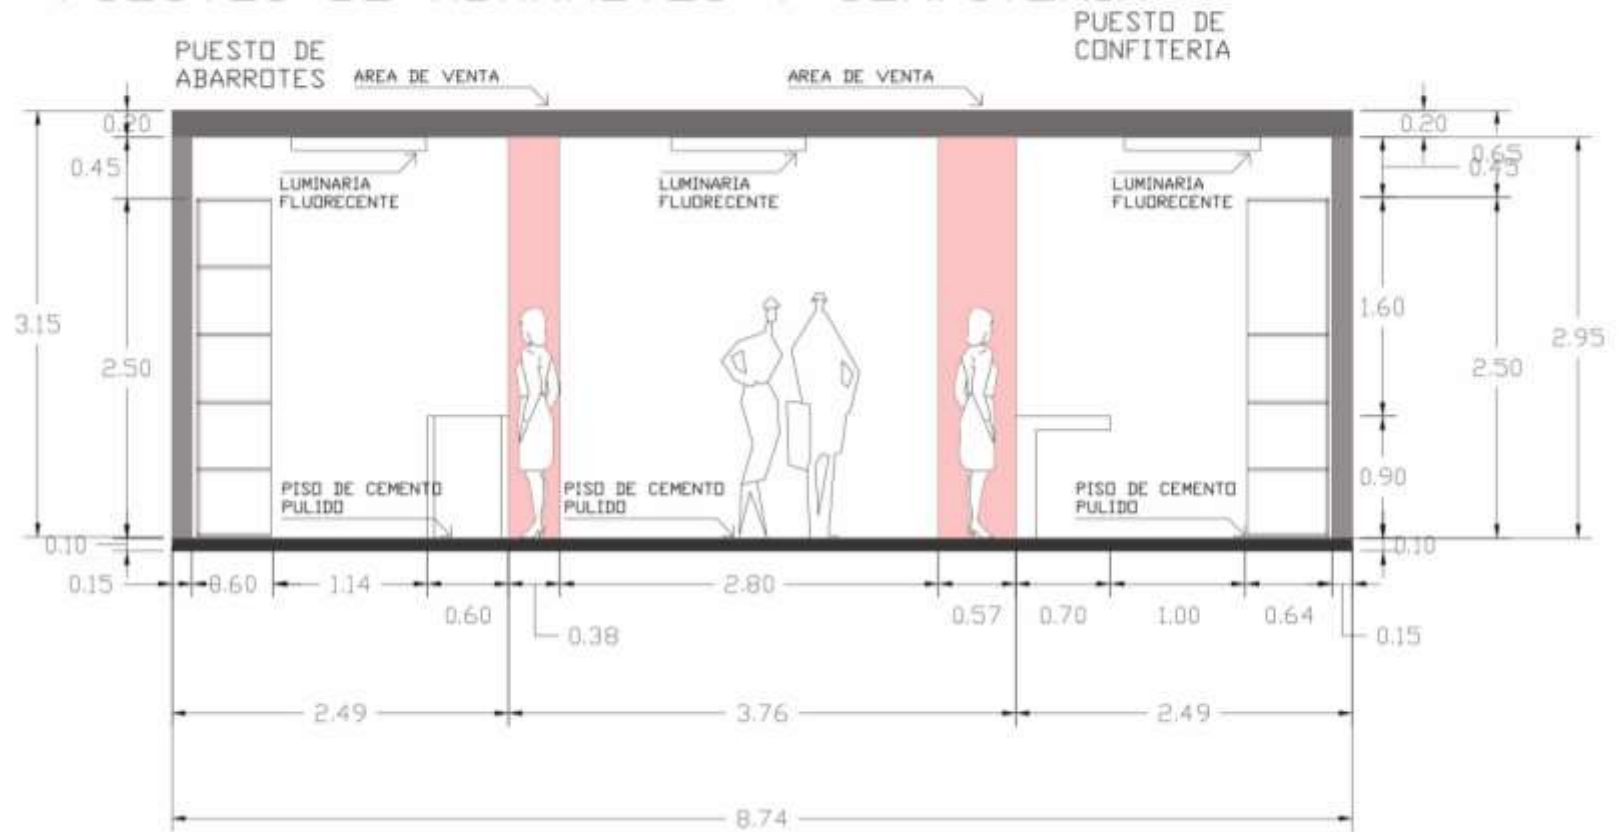 PUESTO DE
CONFITERIA
PUESTO DE
ABARROTES
AREA DE VENTA
AREA DE VENTA
0.20
0.20
0.45
0.65
0.45
LUMINARIA
FLUORECENTE
LUMINARIA
FLUORECENTE
LUMINARIA
FLUORECENTE
3.15
2.50
1.60
2.95
2.50
0.90
PISO DE CEMENTO
PULIDO
PISO DE CEMENTO
PULIDO
PISO DE CEMENTO
PULIDO
0.10
0.10
0.15
0.60
1.14
2.80
0.60
0.57
0.70
1.00
0.64
0.38
0.15
2.49
3.76
2.49
8.74